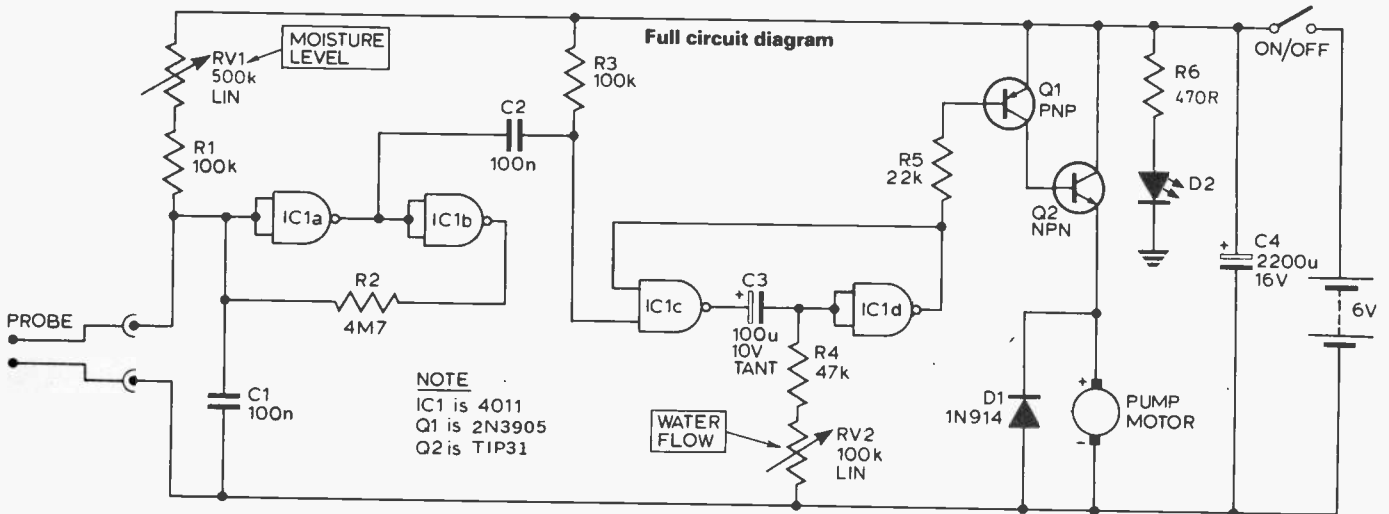 Full circuit diagram
MOISTURE
LEVEL
RV1
500k
LIN
R1
100k
C2
100n
R3
100k
IC1a
IC1b
R2
4M7
PROBE
C1
100n
NOTE
IC1 is 4011
Q1 is 2N3905
Q2 is TIP31
IC1c
+
C3
100u
10V
TANT
IC1d
R4
47k
WATER
FLOW
RV2
100k
LIN
R5
22k
Q1
PNP
Q2
NPN
R6
470R
D2
D1
1N914
+
PUMP
MOTOR
-
+
C4
2200u
16V
ON/OFF
6V